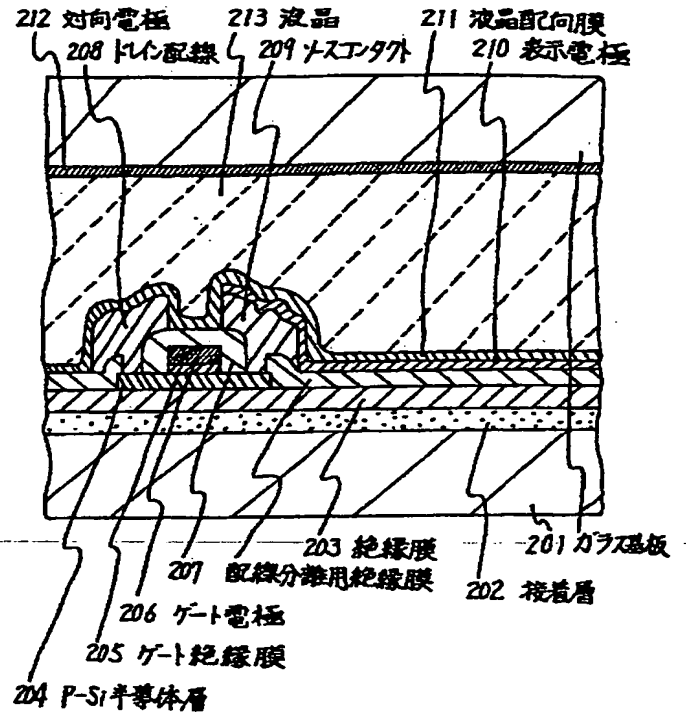 212 対向電極
213 液晶
211 液晶配向膜
208 ドレイン配線
209 ソースコンタクト
210 表示電極
201 ガラス基板
203 絶縁膜
207 配線分離用絶縁膜
202 接着層
206 ゲート電極
205 ゲート絶縁膜
204 P-Si半導体層